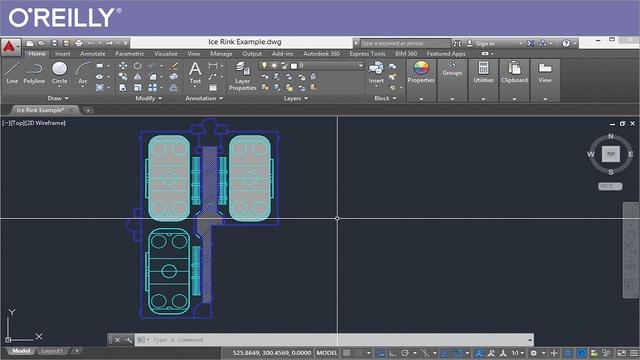 O'REILLY®
Ice Rink Example.dwg
Type a keyword or phrase
Sign In
Home Insert Annotate Parametric Visualize View Manage Output Add-ins Autodesk 360 Express Tools BIM 360 Featured Apps
Line Polyline Circle Arc Text Layer Properties Insert Properties Groups Utilities Clipboard View
0
Draw Modify Annotation Layers Block
Ice Rink Example*
[−][Top][2D Wireframe]
N
W TOP E
S
WCS
Y
X
Type a command
Model Layout1 525.8649, 300.4569, 0.0000 MODEL 1:1